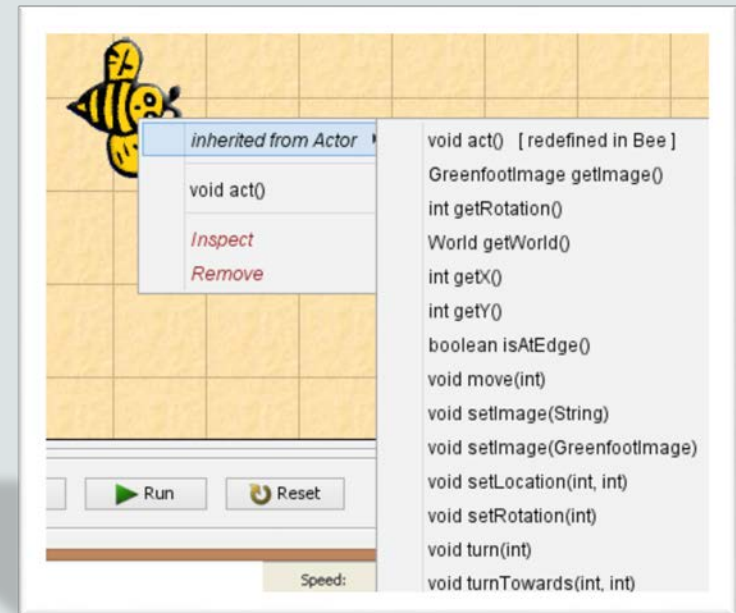 inherited from Actor
void act()
Inspect
Remove
void act() [ redefined in Bee ]
GreenfootImage getImage()
int getRotation()
World getWorld()
int getX()
int getY()
boolean isAtEdge()
void move(int)
void setImage(String)
void setImage(GreenfootImage)
void setLocation(int, int)
void setRotation(int)
void turn(int)
void turnTowards(int, int)
Run
Reset
Speed: